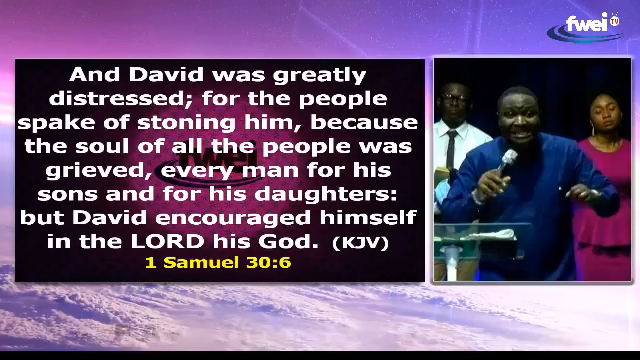 fwei TV
And David was greatly
distressed; for the people
spake of stoning him, because
the soul of all the people was
grieved, every man for his
sons and for his daughters:
but David encouraged himself
in the LORD his God. (KJV)
1 Samuel 30:6